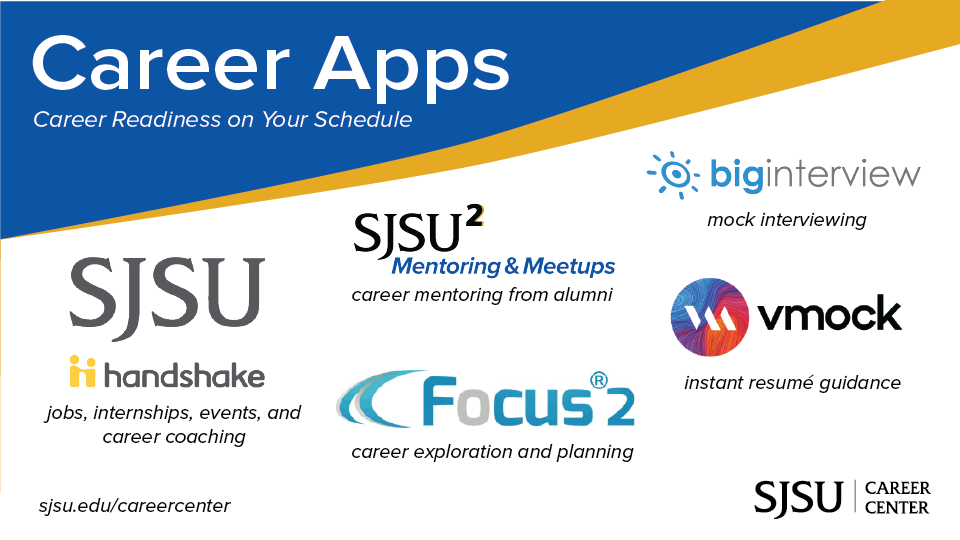 Career Apps
Career Readiness on Your Schedule
SJSU
handshake
jobs, internships, events, and
career coaching
SJSU²
Mentoring & Meetups
career mentoring from alumni
Focus®2
career exploration and planning
biginterview
mock interviewing
vmock
instant resumé guidance
sjsu.edu/careercenter
SJSU
CAREER
CENTER